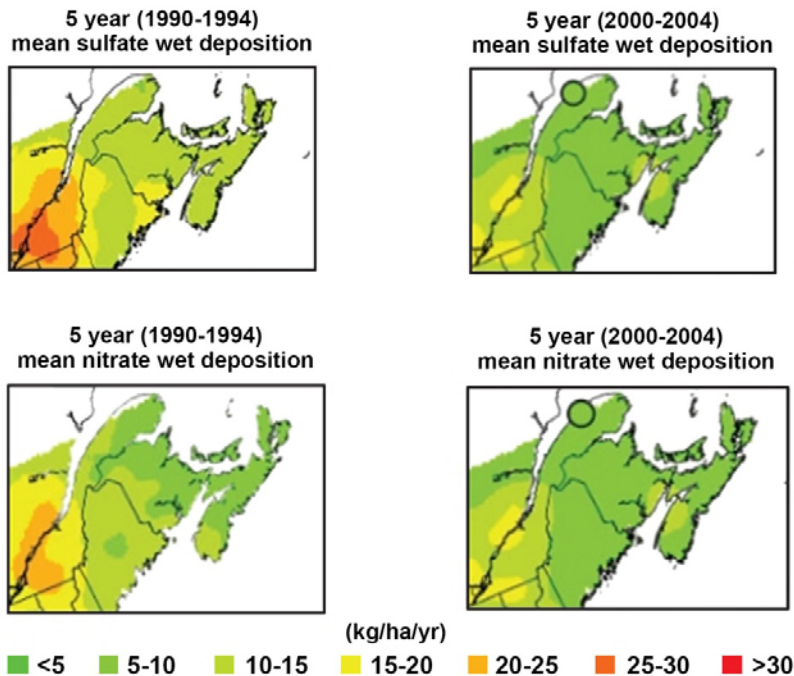 5 year (1990-1994)
mean sulfate wet deposition
5 year (2000-2004)
mean sulfate wet deposition
5 year (1990-1994)
mean nitrate wet deposition
5 year (2000-2004)
mean nitrate wet deposition
(kg/ha/yr)
<5 5-10 10-15 15-20 20-25 25-30 >30